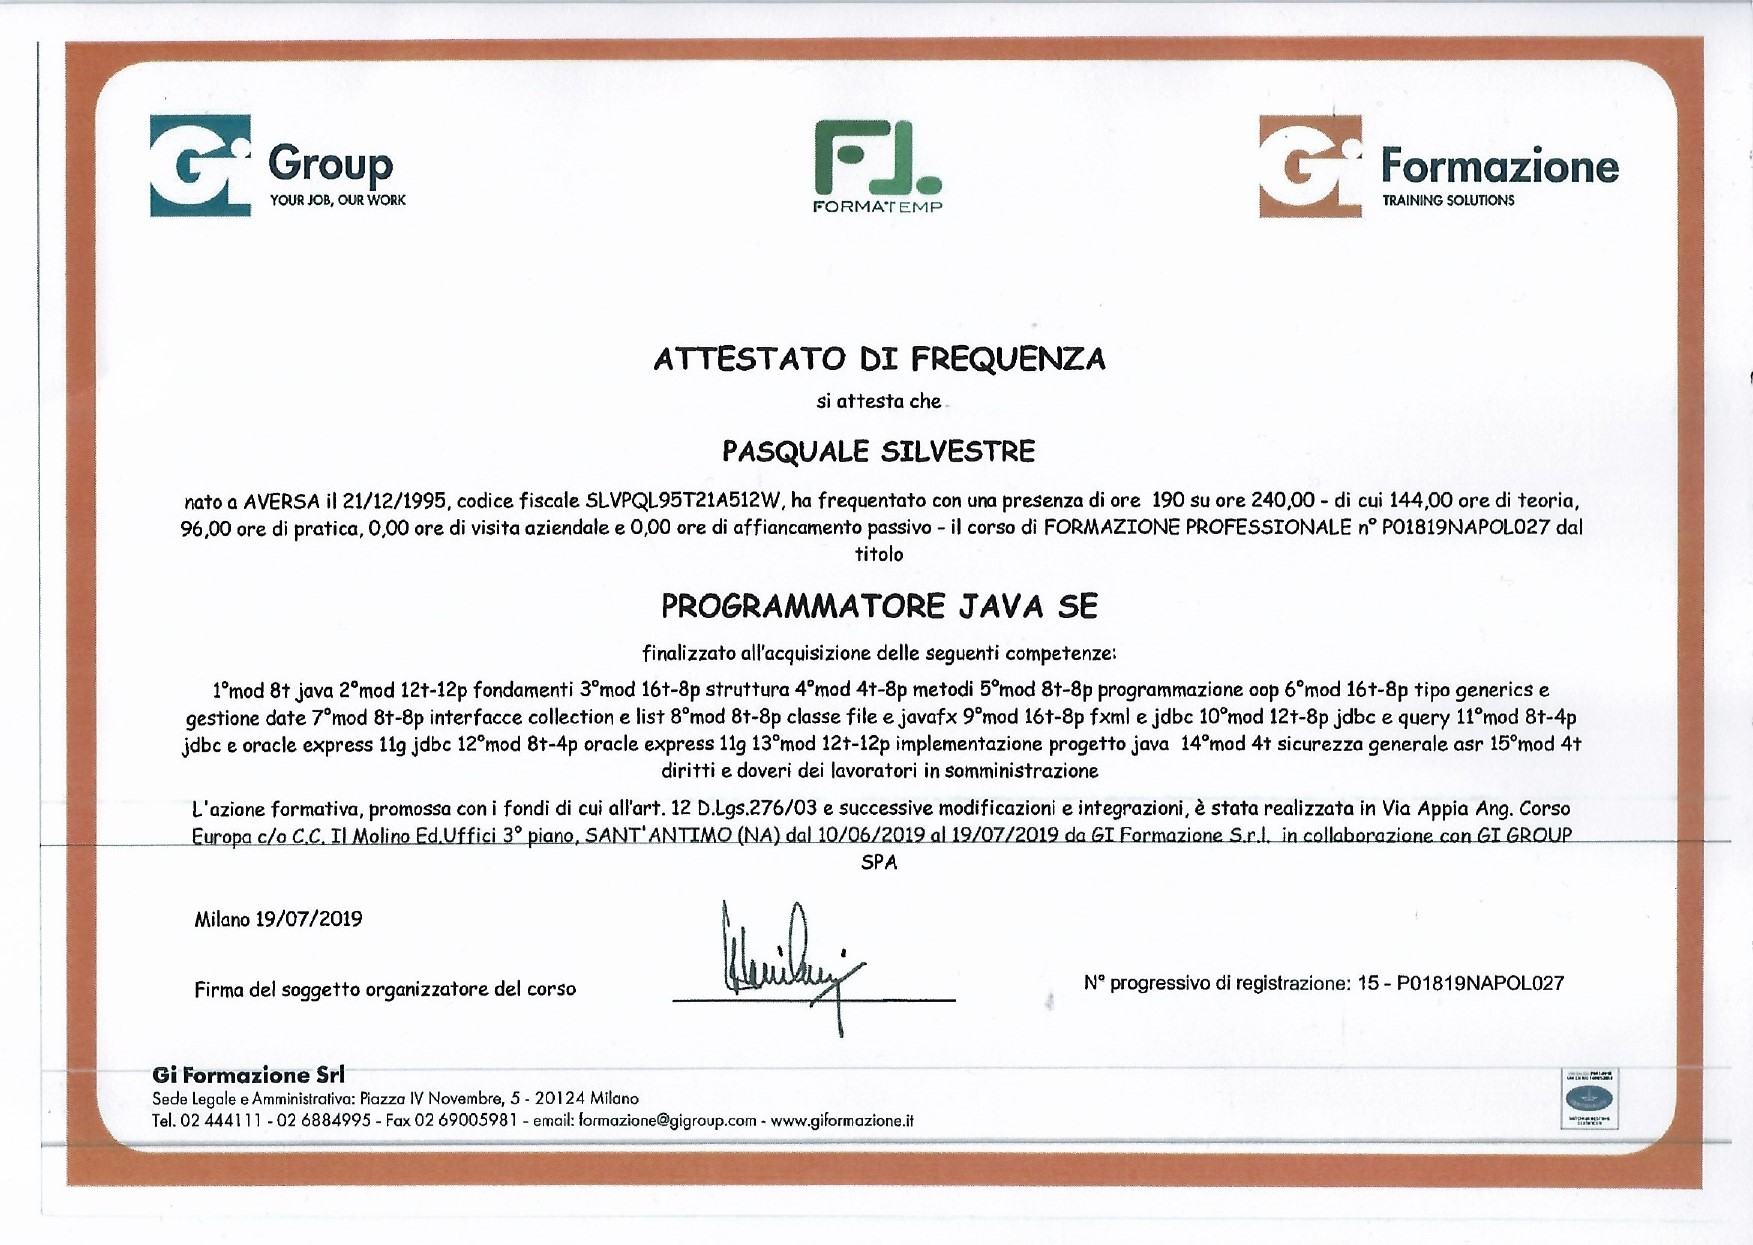 Gi Group
YOUR JOB, OUR WORK
FORMATEMP
Gi Formazione
TRAINING SOLUTIONS
ATTESTATO DI FREQUENZA
si attesta che
PASQUALE SILVESTRE
nato a AVERSA il 21/12/1995, codice fiscale SLVPQL95T21A512W, ha frequentato con una presenza di ore 190 su ore 240,00 - di cui 144,00 ore di teoria,
96,00 ore di pratica, 0,00 ore di visita aziendale e 0,00 ore di affiancamento passivo - il corso di FORMAZIONE PROFESSIONALE n° P01819NAPOL027 dal
titolo
PROGRAMMATORE JAVA SE
finalizzato all'acquisizione delle seguenti competenze:
1°mod 8t java 2°mod 12t-12p fondamenti 3°mod 16t-8p struttura 4°mod 4t-8p metodi 5°mod 8t-8p programmazione oop 6°mod 16t-8p tipo generics e
gestione date 7°mod 8t-8p interfacce collection e list 8°mod 8t-8p classe file e javafx 9°mod 16t-8p fxml e jdbc 10°mod 12t-8p jdbc e query 11°mod 8t-4p
jdbc e oracle express 11g jdbc 12°mod 8t-4p oracle express 11g 13°mod 12t-12p implementazione progetto java 14°mod 4t sicurezza generale asr 15°mod 4t
diritti e doveri dei lavoratori in somministrazione
L'azione formativa, promossa con i fondi di cui all'art. 12 D.Lgs.276/03 e successive modificazioni e integrazioni, è stata realizzata in Via Appia Ang. Corso
Europa c/o C.C. Il Molino Ed.Uffici 3° piano, SANT'ANTIMO (NA) dal 10/06/2019 al 19/07/2019 da GI Formazione S.r.l. in collaborazione con GI GROUP
SPA
Milano 19/07/2019
Firma del soggetto organizzatore del corso
N° progressivo di registrazione: 15 - P01819NAPOL027
Gi Formazione Srl
Sede Legale e Amministrativa: Piazza IV Novembre, 5 - 20124 Milano
Tel. 02 444111 - 02 6884995 - Fax 02 69005981 - email: formazione@gigroup.com - www.giformazione.it